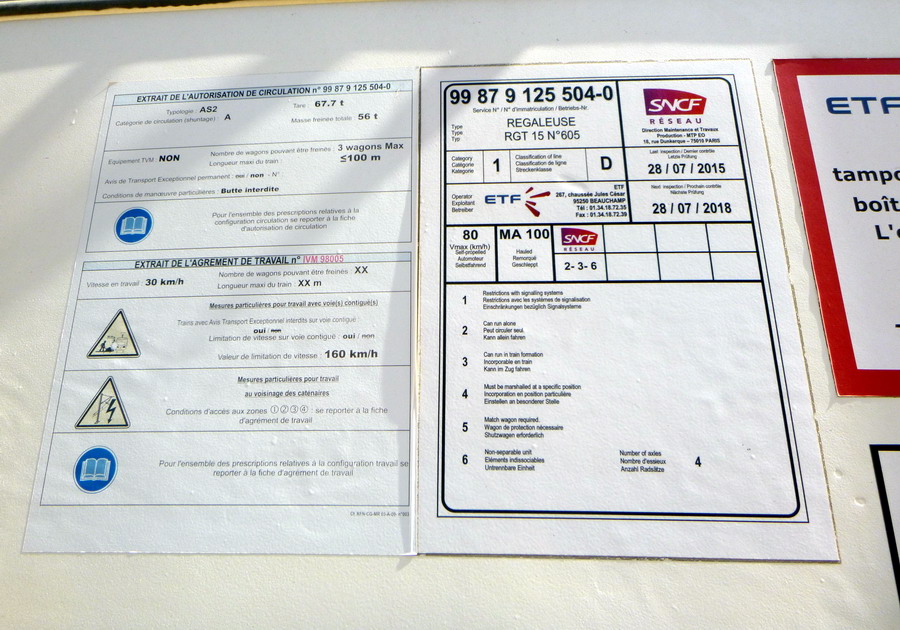 EXTRAIT DE L'AUTORISATION DE CIRCULATION n° 99 87 9 125 504-0
Typologie : AS2
Tare : 67.7 t
Catégorie de circulation (shuntage) : A
Masse freinée totale : 56 t
Equipement TVM : NON
Nombre de wagons pouvant être freinés : 3 wagons Max
Longueur maxi du train : ≤100 m
Avis de Transport Exceptionnel permanent : oui / non - N°
Conditions de manœuvre particulières : Butte interdite
Pour l'ensemble des prescriptions relatives à la
configuration circulation se reporter à la fiche
d'autorisation de circulation
EXTRAIT DE L'AGREMENT DE TRAVAIL n° IVM 98005
Nombre de wagons pouvant être freinés : XX
Vitesse en travail : 30 km/h
Longueur maxi du train : XX m
Mesures particulières pour travail avec voie(s) contiguë(s)
Trains avec Avis Transport Exceptionnel interdits sur voie contiguë :
oui / non
Limitation de vitesse sur voie contiguë : oui / non
Valeur de limitation de vitesse : 160 km/h
Mesures particulières pour travail
au voisinage des caténaires
Conditions d'accès aux zones ①②③④ : se reporter à la fiche
d'agrément de travail
Pour l'ensemble des prescriptions relatives à la configuration travail se
reporter à la fiche d'agrément de travail
99 87 9 125 504-0
Service N° / N° d'immatriculation / Betriebs-Nr.
Type
Type
Typ
REGALEUSE
RGT 15 N°605
SNCF
RÉSEAU
Direction Maintenance et Travaux
Production - MTP EO
18, rue Dunkerque – 75010 PARIS
Category
Catégorie
Kategorie
1
Classification of line
Classification de lignes
Streckenklasse
D
Last inspection / Dernier contrôle
Letzte Prüfung
28 / 07 / 2015
Operator
Exploitant
Betreiber
ETF
ETF
267, chaussée Jules César
95250 BEAUCHAMP
Tél : 01.34.18.72.35
Fax : 01.34.18.72.39
Next inspection / Prochain contrôle
Nächste Prüfung
28 / 07 / 2018
80
Vmax (km/h)
Self-propelled
Automoteur
Selbstfahrend
MA 100
Hauled
Remorqué
Geschleppt
SNCF
RÉSEAU
2- 3- 6
1
Restrictions with signalling systems
Restrictions avec les systèmes de signalisation
Einschränkungen bezüglich Signalsysteme
2
Can run alone
Peut circuler seul.
Kann allein fahren
3
Can run in train formation
Incorporable en train
Kann im Zug fahren
4
Must be marshalled at a specific position
Incorporation en position particulière
Einstellen an besonderer Stelle
5
Match wagon required.
Wagon de protection nécessaire
Shutzwagen erforderlich
6
Non-separable unit
Eléments indissociables
Untrennbare Einheit
Number of axles
Nombre d'essieux
Anzahl Radsätze
4
ETF
tampo
boît
L'e